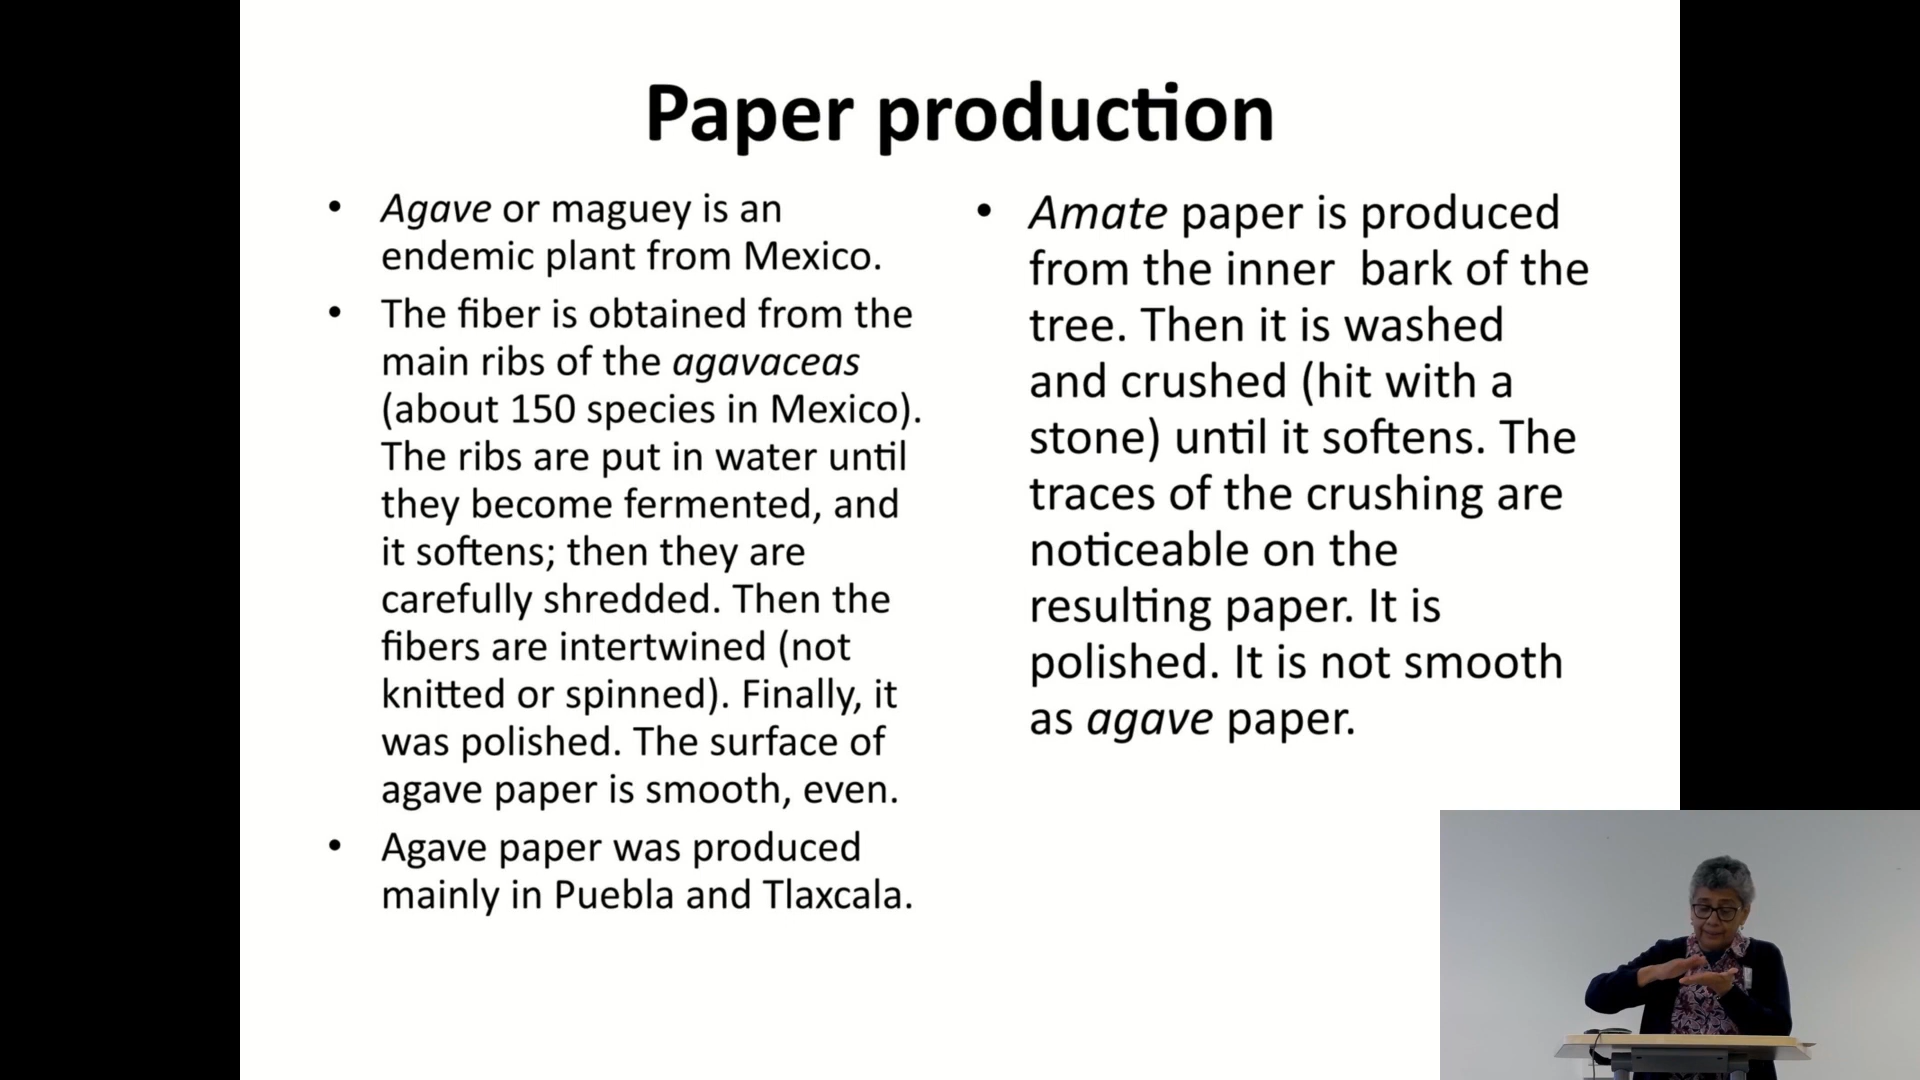 Paper production
• Agave or maguey is an
endemic plant from Mexico.
• The fiber is obtained from the
main ribs of the agavaceas
(about 150 species in Mexico).
The ribs are put in water until
they become fermented, and
it softens; then they are
carefully shredded. Then the
fibers are intertwined (not
knitted or spinned). Finally, it
was polished. The surface of
agave paper is smooth, even.
• Agave paper was produced
mainly in Puebla and Tlaxcala.
• Amate paper is produced
from the inner  bark of the
tree. Then it is washed
and crushed (hit with a
stone) until it softens. The
traces of the crushing are
noticeable on the
resulting paper. It is
polished. It is not smooth
as agave paper.